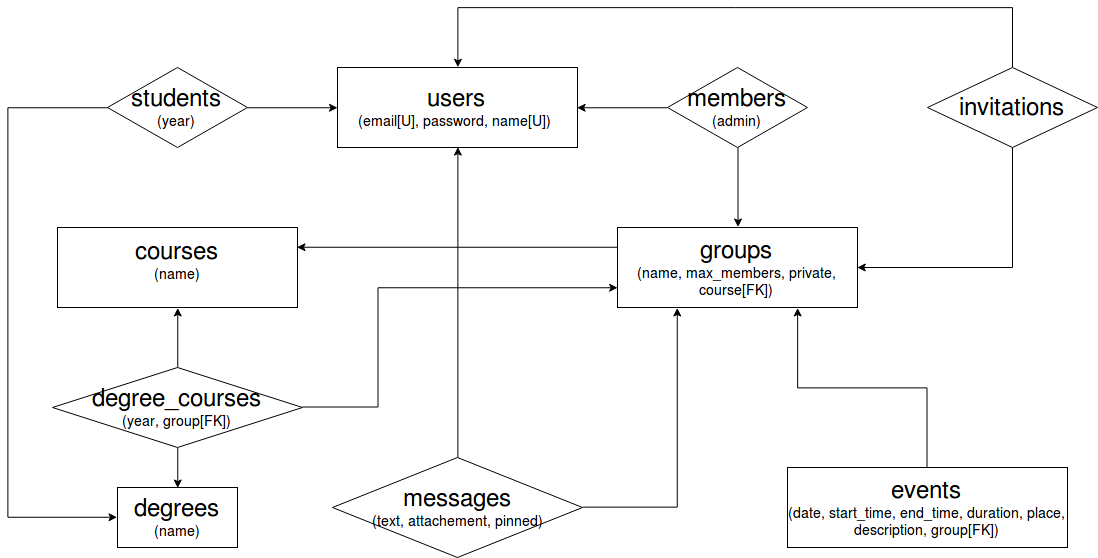 students
(year)
users
(email[U], password, name[U])
members
(admin)
invitations
courses
(name)
groups
(name, max_members, private,
course[FK])
degree_courses
(year, group[FK])
degrees
(name)
messages
(text, attachement, pinned)
events
(date, start_time, end_time, duration, place,
description, group[FK])